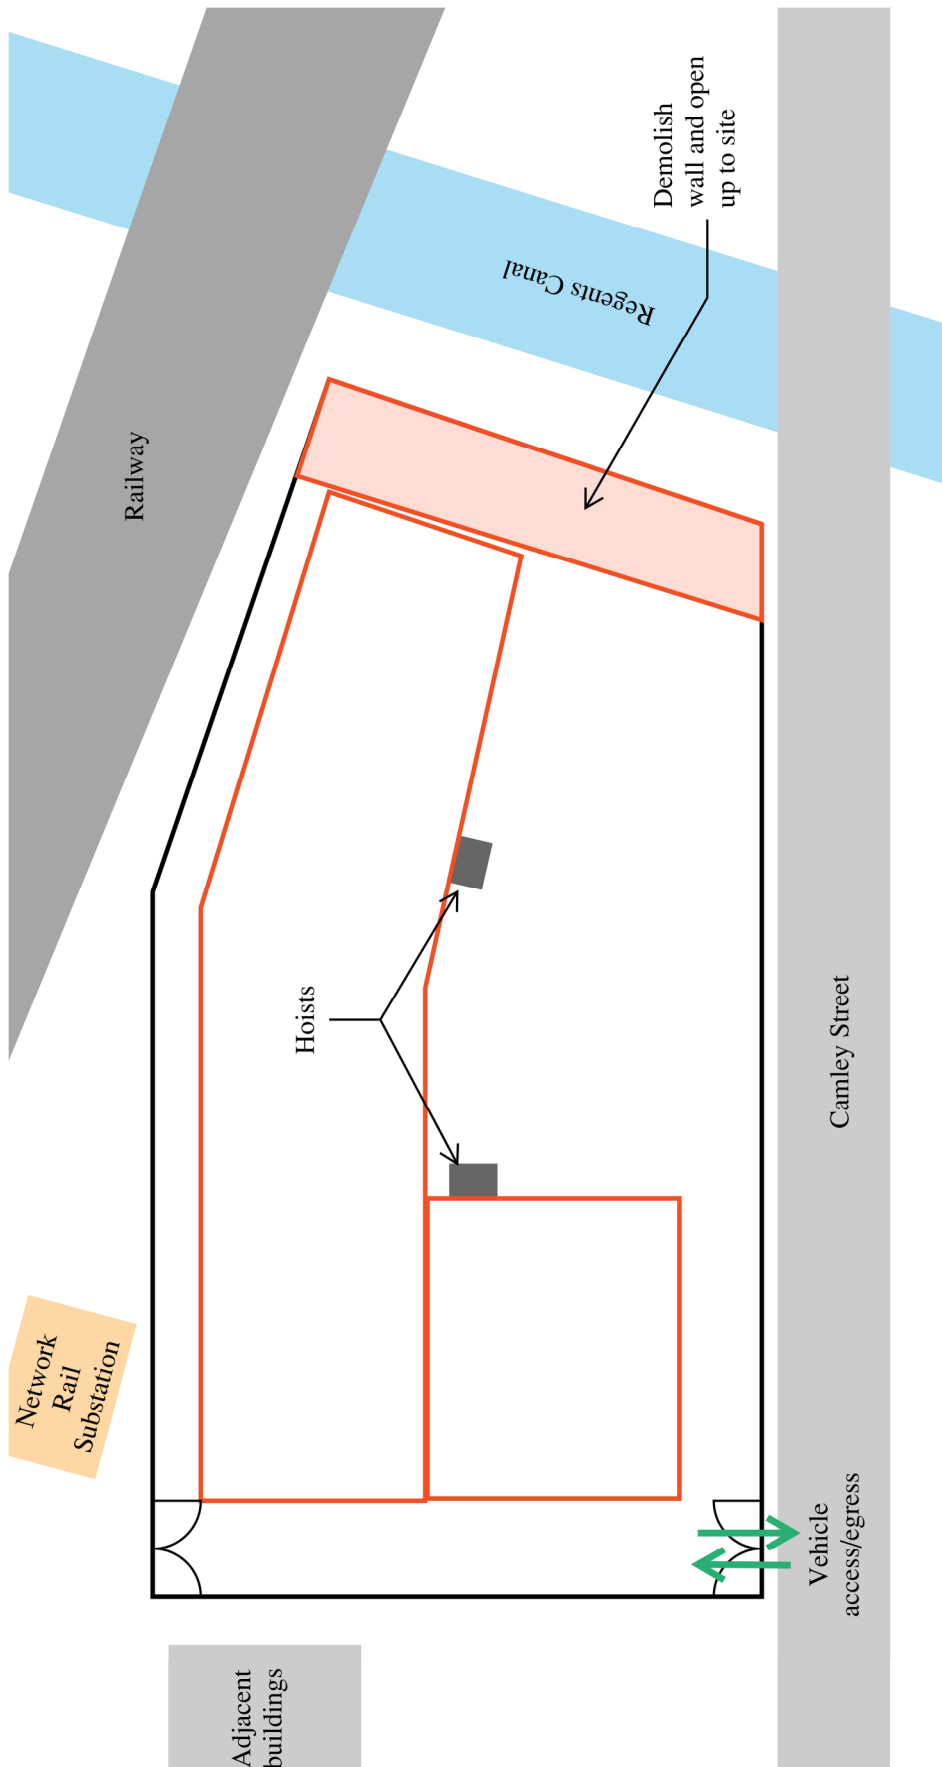 Railway
Regents Canal
Demolish
wall and open
up to site
Network
Rail
Substation
Hoists
Adjacent
buildings
Vehicle
access/egress
Camley Street